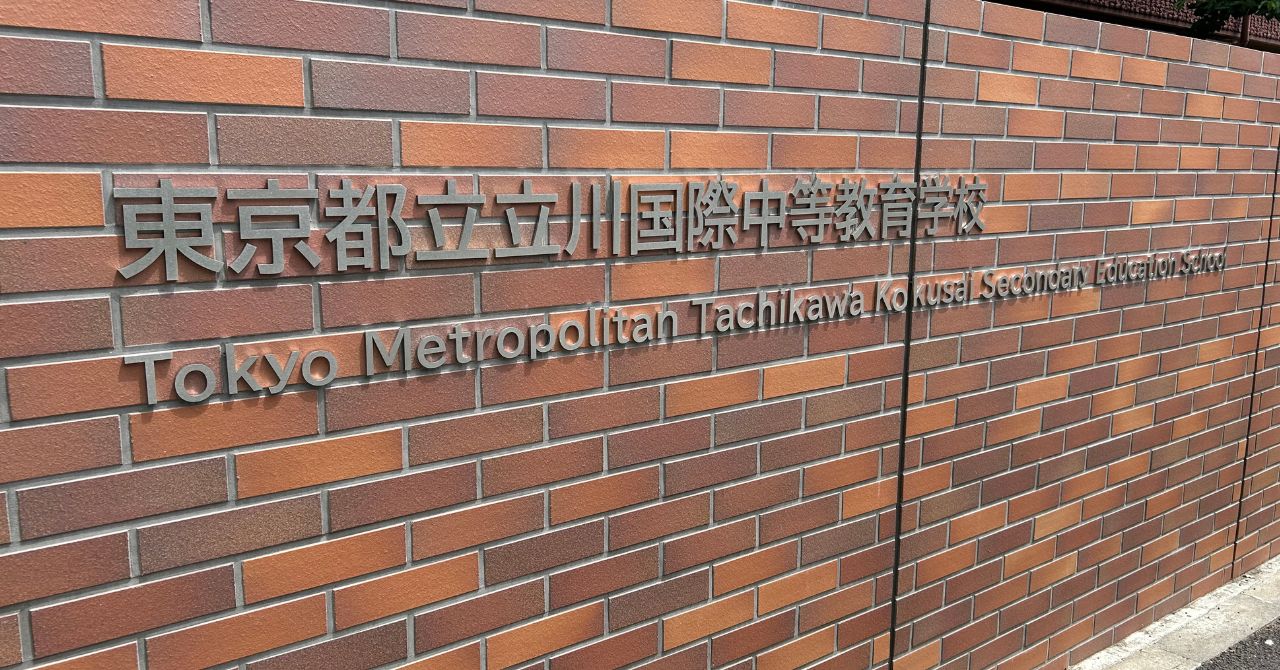 東京都立立川国際中等教育学校
Tokyo Metropolitan Tachikawa Kokusai Secondary Education School